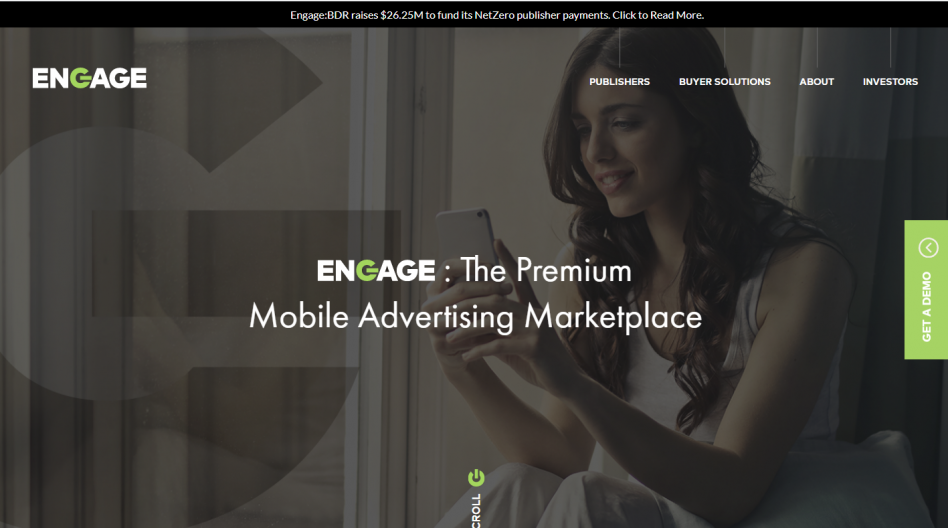 Engage:BDR raises $26.25M to fund its NetZero publisher payments. Click to Read More.
ENGAGE
PUBLISHERS
BUYER SOLUTIONS
ABOUT
INVESTORS
ENGAGE : The Premium
Mobile Advertising Marketplace
GET A DEMO
CROLL